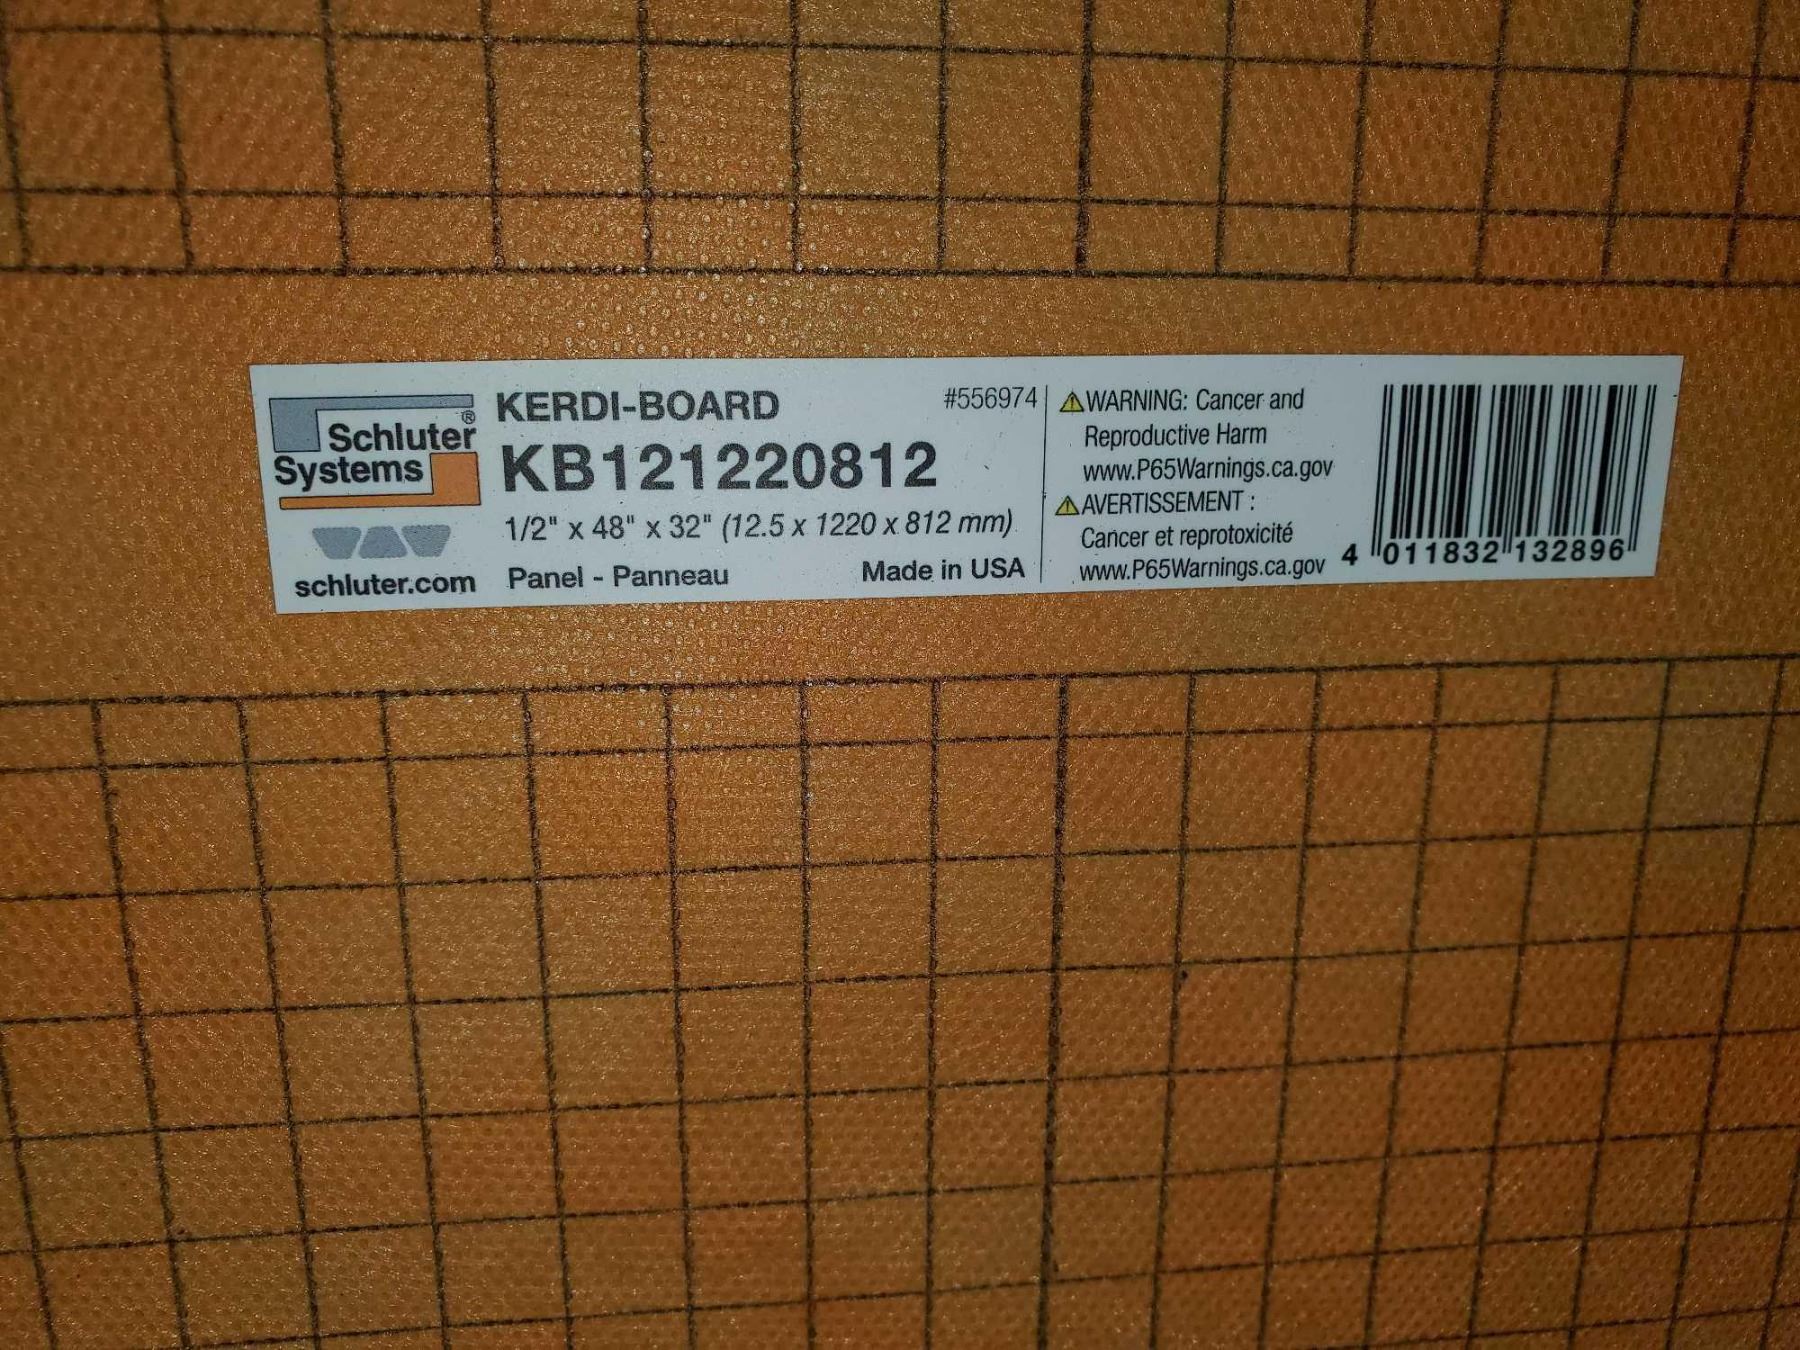 Schluter®
Systems
schluter.com
KERDI-BOARD
#556974
KB121220812
1/2" x 48" x 32" (12.5 x 1220 x 812 mm)
Panel - Panneau
Made in USA
WARNING: Cancer and
Reproductive Harm
www.P65Warnings.ca.gov
AVERTISSEMENT :
Cancer et reprotoxicité
www.P65Warnings.ca.gov
4 011832 132896